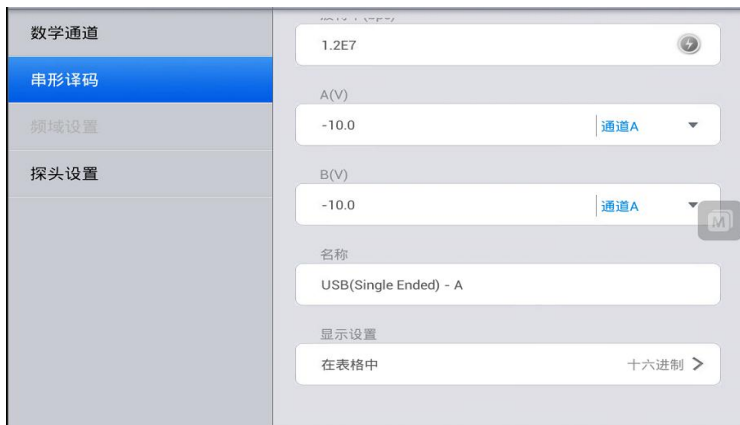 数学通道
串形译码
频域设置
探头设置
1.2E7
A(V)
-10.0 通道A
B(V)
-10.0 通道A
M
名称
USB(Single Ended) - A
显示设置
在表格中 十六进制